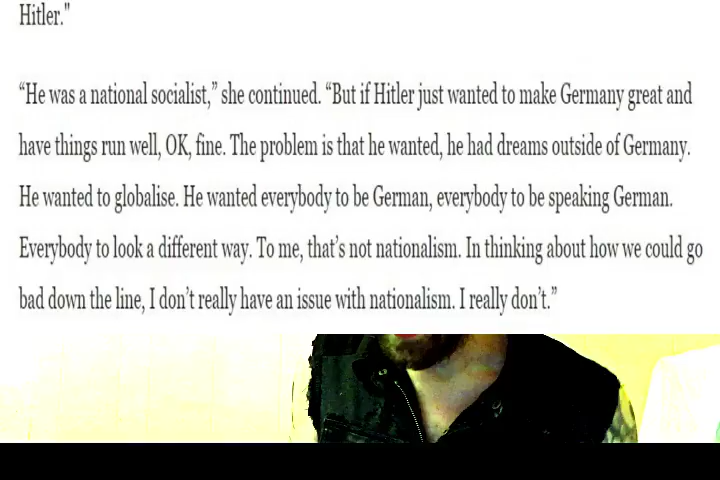 Hitler."
“He was a national socialist,” she continued. “But if Hitler just wanted to make Germany great and
have things run well, OK, fine. The problem is that he wanted, he had dreams outside of Germany.
He wanted to globalise. He wanted everybody to be German, everybody to be speaking German.
Everybody to look a different way. To me, that’s not nationalism. In thinking about how we could go
bad down the line, I don’t really have an issue with nationalism. I really don’t.”